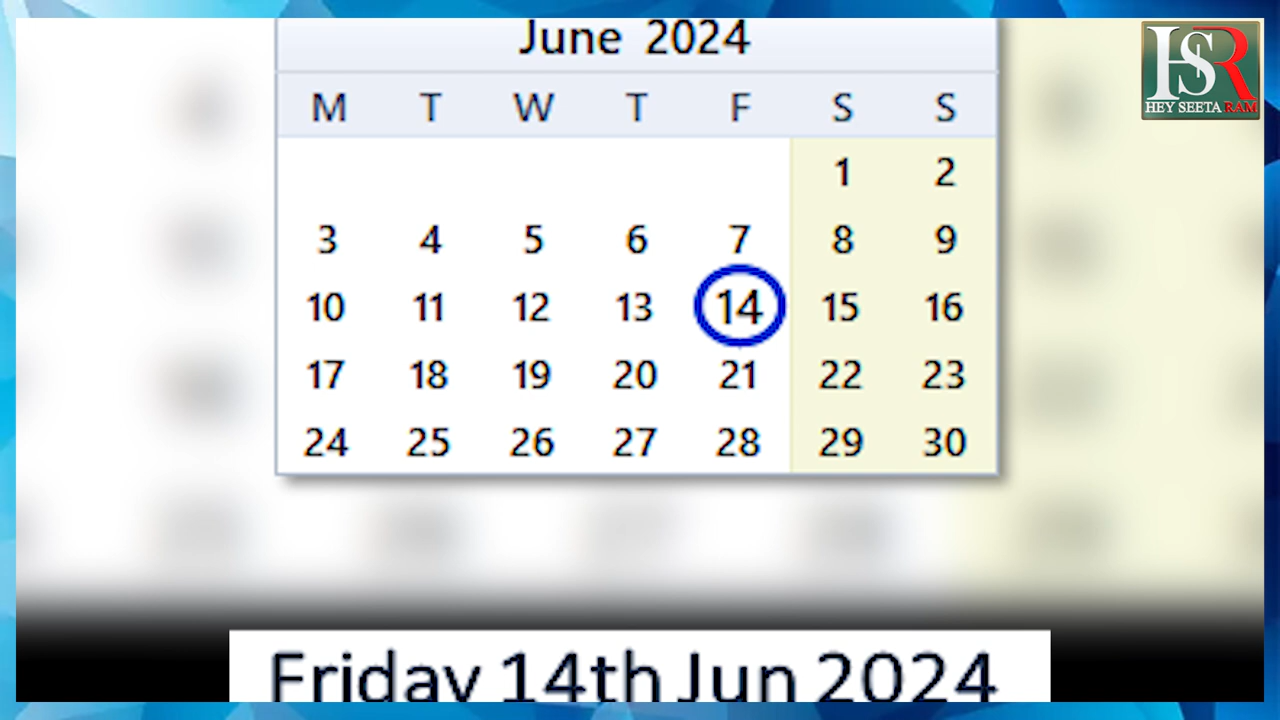 June 2024
M T W T F S S
1 2
3 4 5 6 7 8 9
10 11 12 13 14 15 16
17 18 19 20 21 22 23
24 25 26 27 28 29 30
Friday 14th Jun 2024
HSR
HEY SEETA RAM